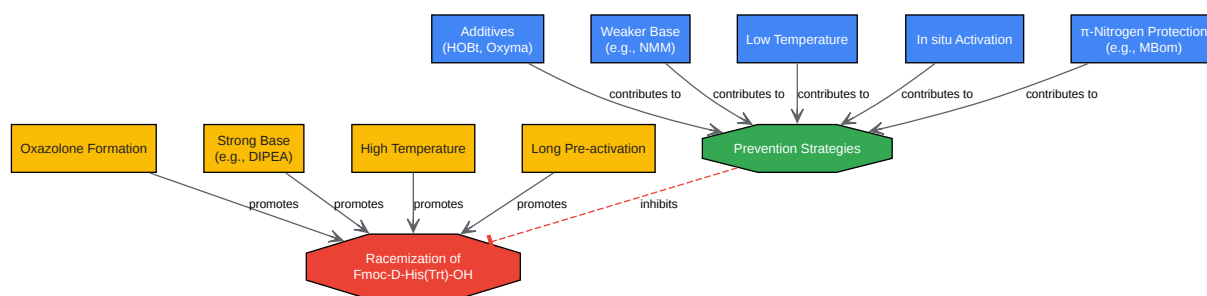 Additives
(HOBt, Oxyma)
Weaker Base
(e.g., NMM)
Low Temperature
In situ Activation
π-Nitrogen Protection
(e.g., MBom)
contributes to
contributes to
contributes to
contributes to
contributes to
Oxazolone Formation
Strong Base
(e.g., DIPEA)
High Temperature
Long Pre-activation
Prevention Strategies
promotes
promotes
promotes
promotes
inhibits
Racemization of
Fmoc-D-His(Trt)-OH